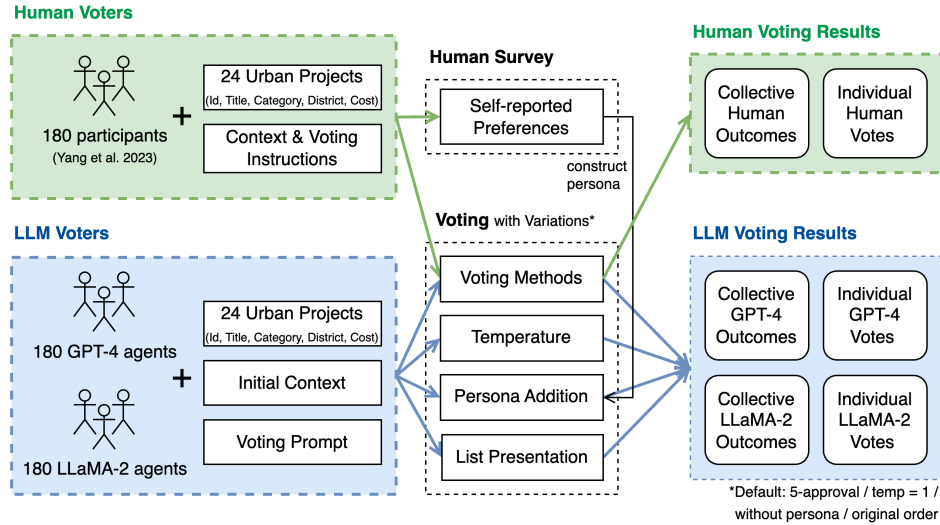 Human Voters
180 participants
(Yang et al. 2023)
+
24 Urban Projects
(Id, Title, Category, District, Cost)
Context & Voting
Instructions
Human Survey
Self-reported
Preferences
construct
persona
Human Voting Results
Collective
Human
Outcomes
Individual
Human
Votes
LLM Voters
180 GPT-4 agents
180 LLaMA-2 agents
+
24 Urban Projects
(Id, Title, Category, District, Cost)
Initial Context
Voting Prompt
Voting with Variations*
Voting Methods
Temperature
Persona Addition
List Presentation
LLM Voting Results
Collective
GPT-4
Outcomes
Individual
GPT-4
Votes
Collective
LLaMA-2
Outcomes
Individual
LLaMA-2
Votes
*Default: 5-approval / temp = 1 /
without persona / original order